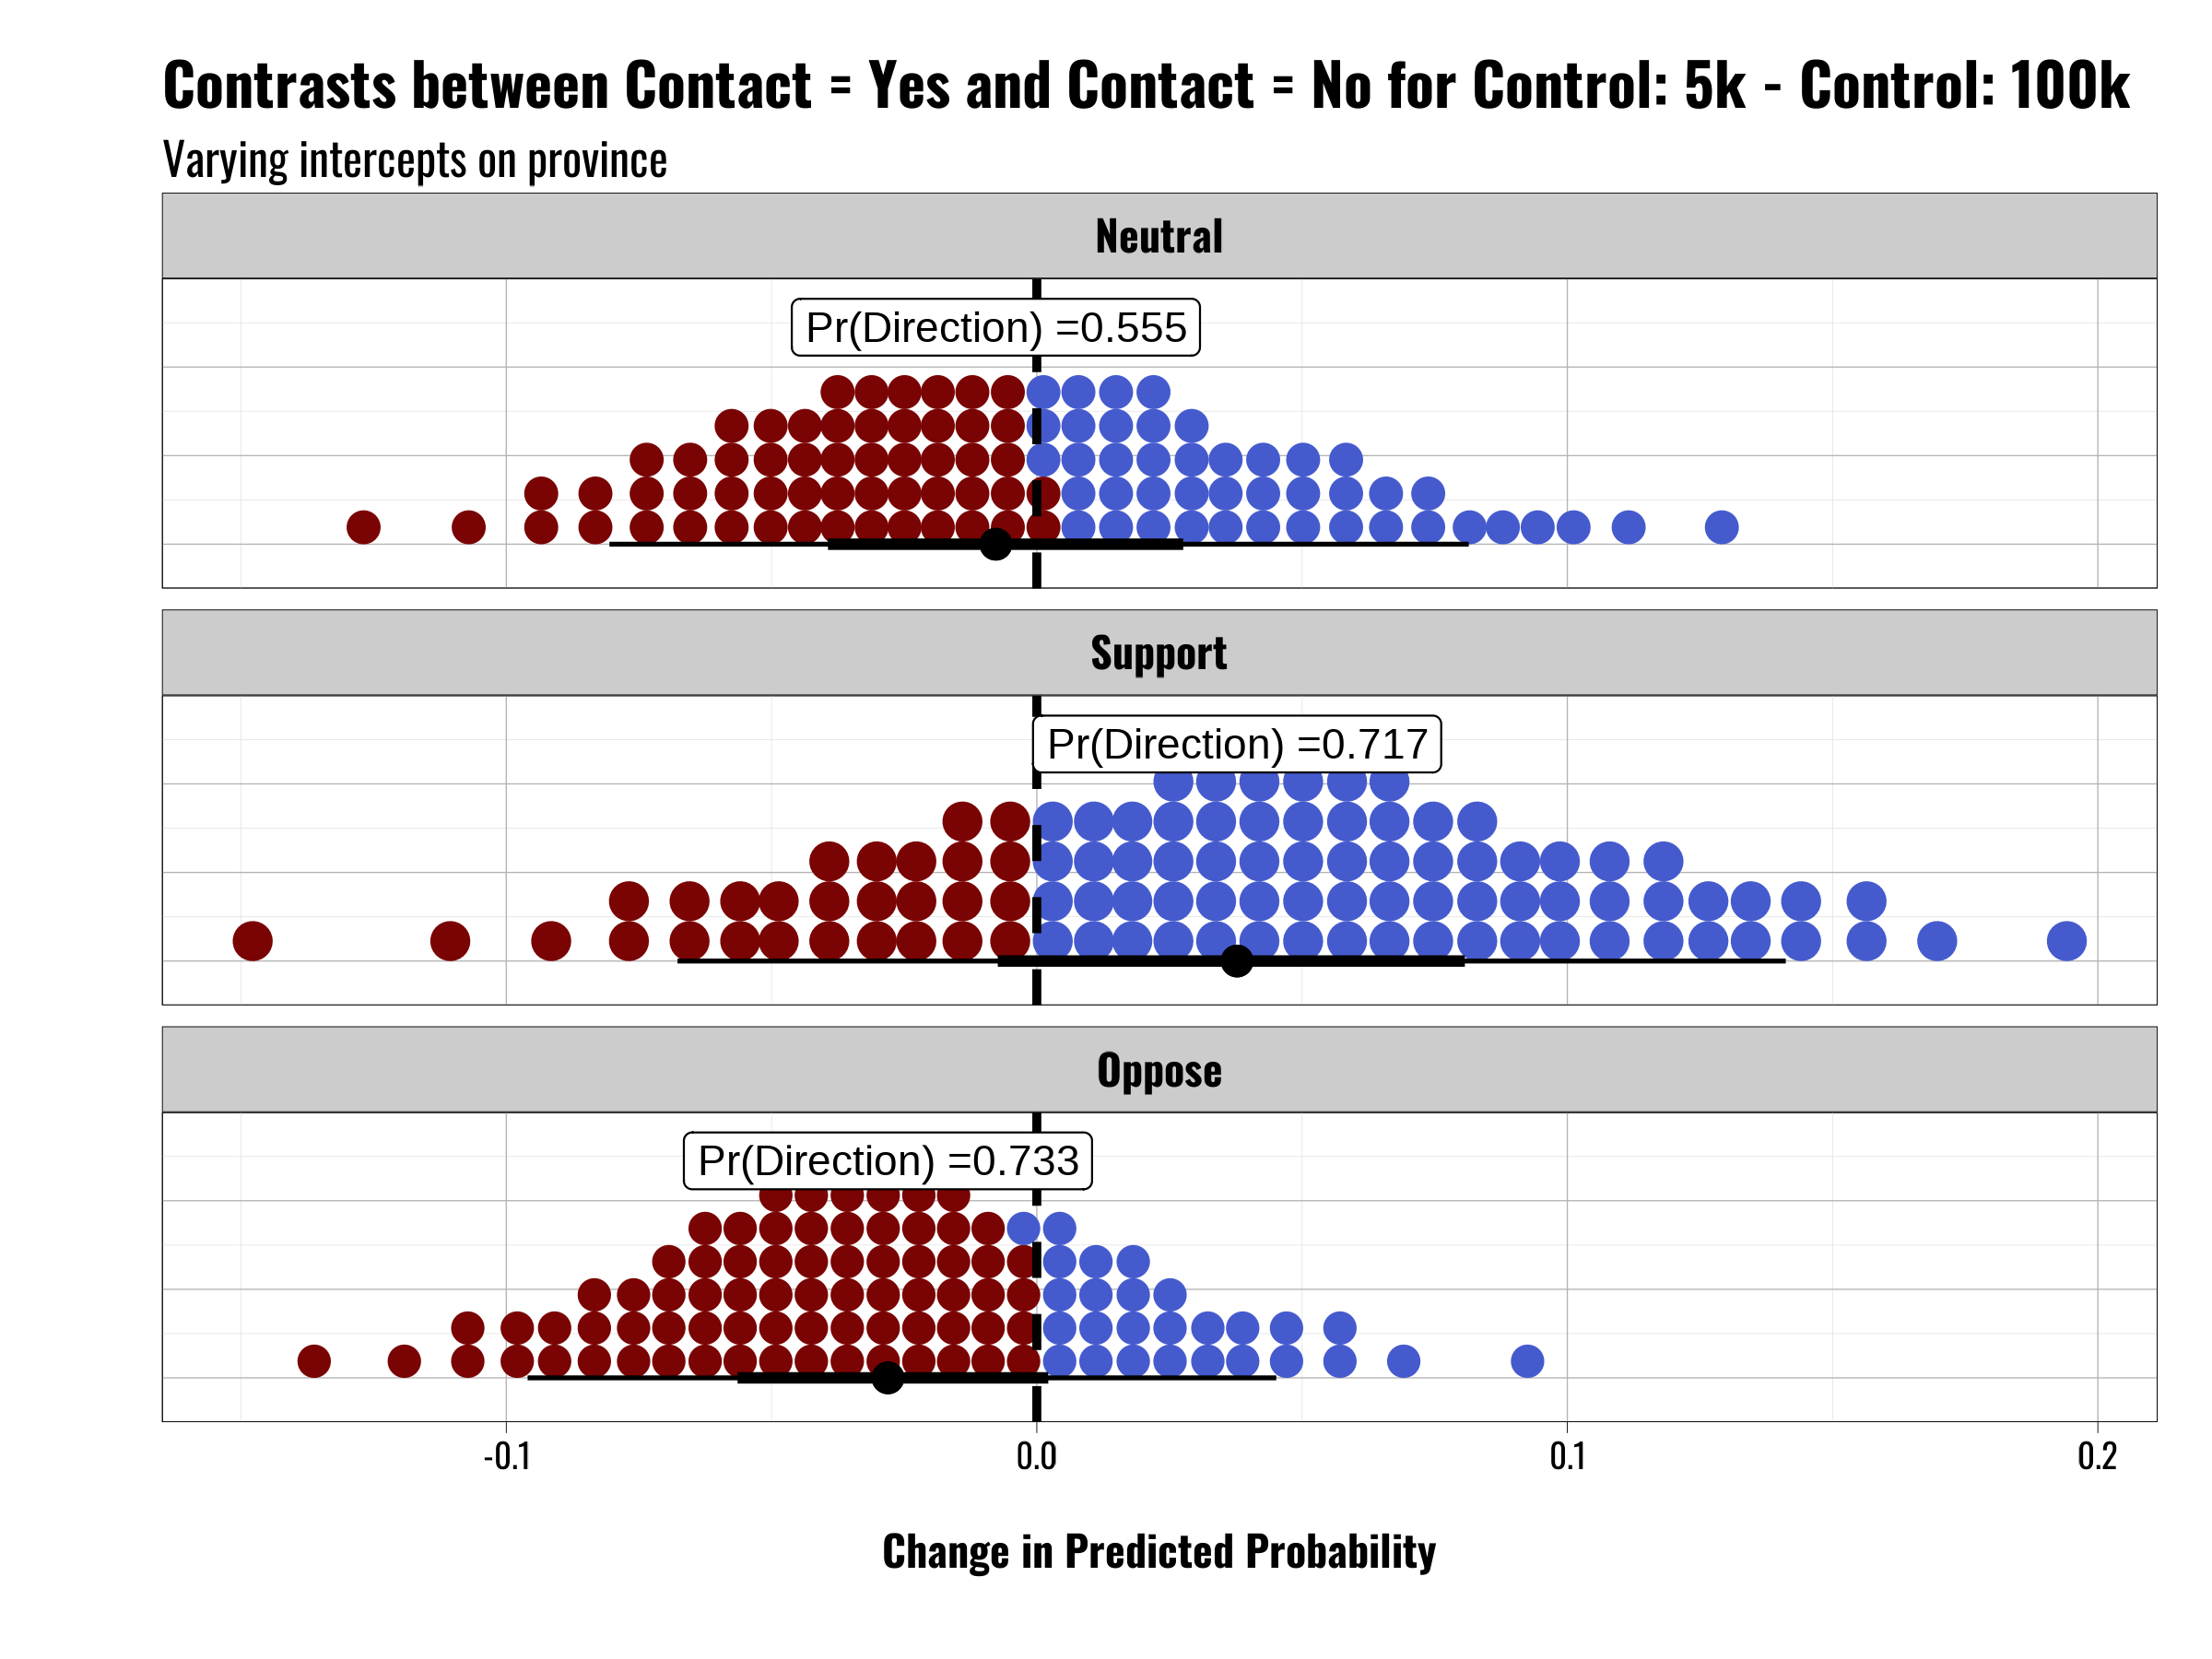 Contrasts between Contact = Yes and Contact = No for Control: 5k - Control: 100k
Varying intercepts on province
Neutral
Pr(Direction) =0.555
Support
Pr(Direction) =0.717
Oppose
Pr(Direction) =0.733
-0.1 0.0 0.1 0.2
Change in Predicted Probability